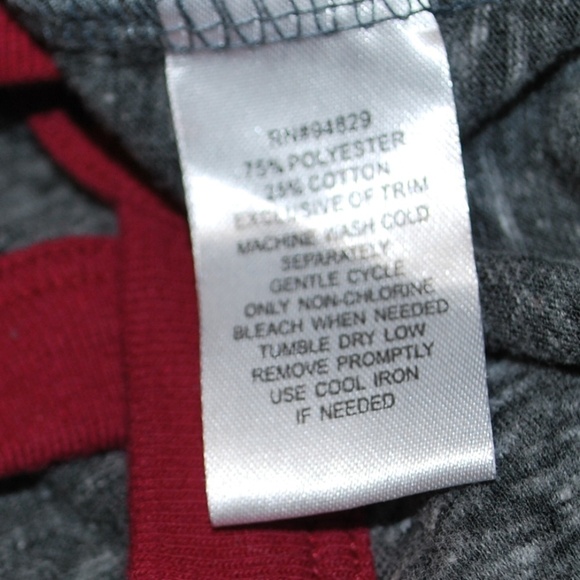 RN#94829
75% POLYESTER
25% COTTON
EXCLUSIVE OF TRIM
MACHINE WASH COLD
SEPARATELY
GENTLE CYCLE
ONLY NON-CHLORINE
BLEACH WHEN NEEDED
TUMBLE DRY LOW
REMOVE PROMPTLY
USE COOL IRON
IF NEEDED